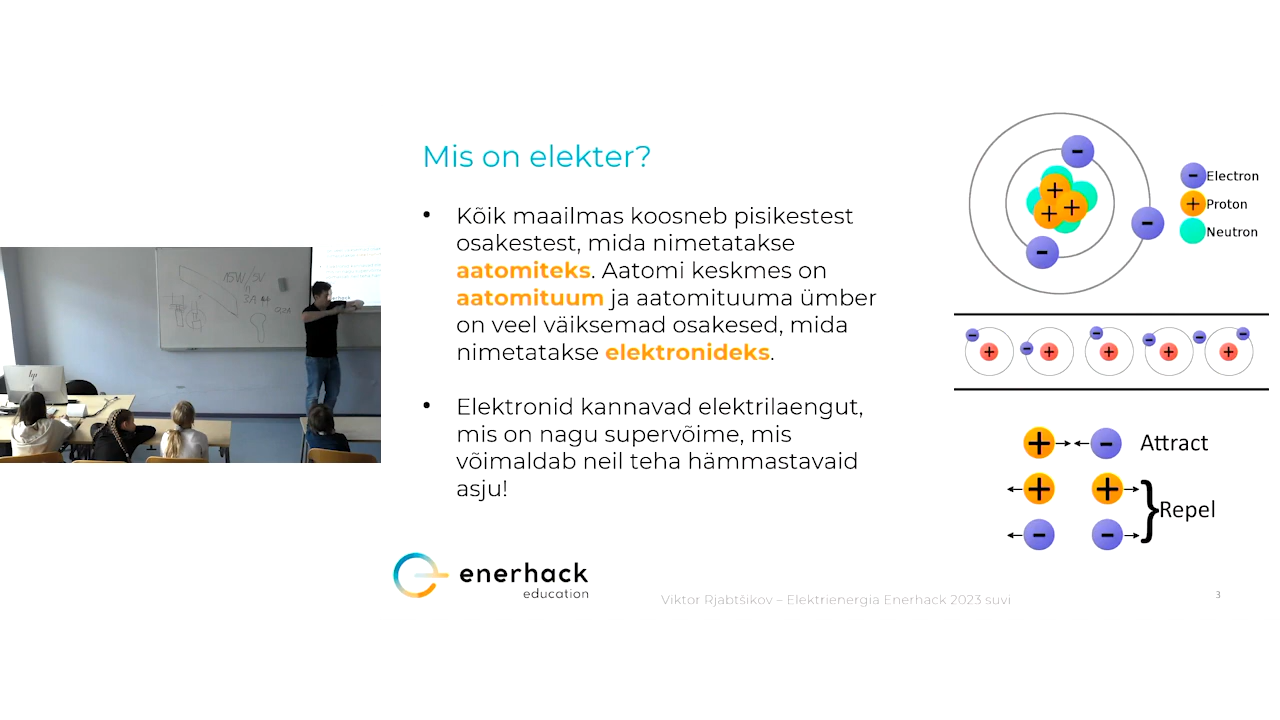 Mis on elekter?
• Kõik maailmas koosneb pisikestest
osakestest, mida nimetatakse
aatomiteks. Aatomi keskmes on
aatomituum ja aatomituuma ümber
on veel väiksemad osakesed, mida
nimetatakse elektronideks.
• Elektronid kannavad elektrilaengut,
mis on nagu supervõime, mis
võimaldab neil teha hämmastavaid
asju!
Electron
Proton
Neutron
Attract
Repel
15W/5V
3A
hp
enerhack
education
Viktor Rjabtšikov – Elektrienergia Enerhack 2023 suvi
3